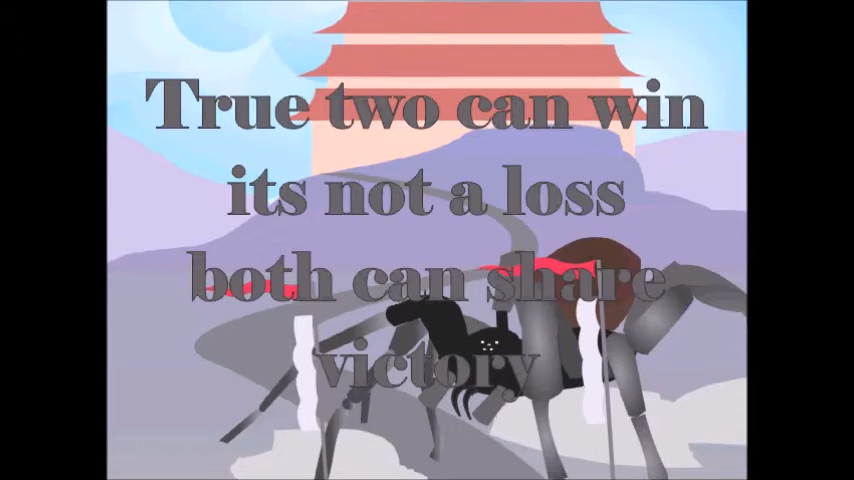 True two can win
its not a loss
both can share
victory